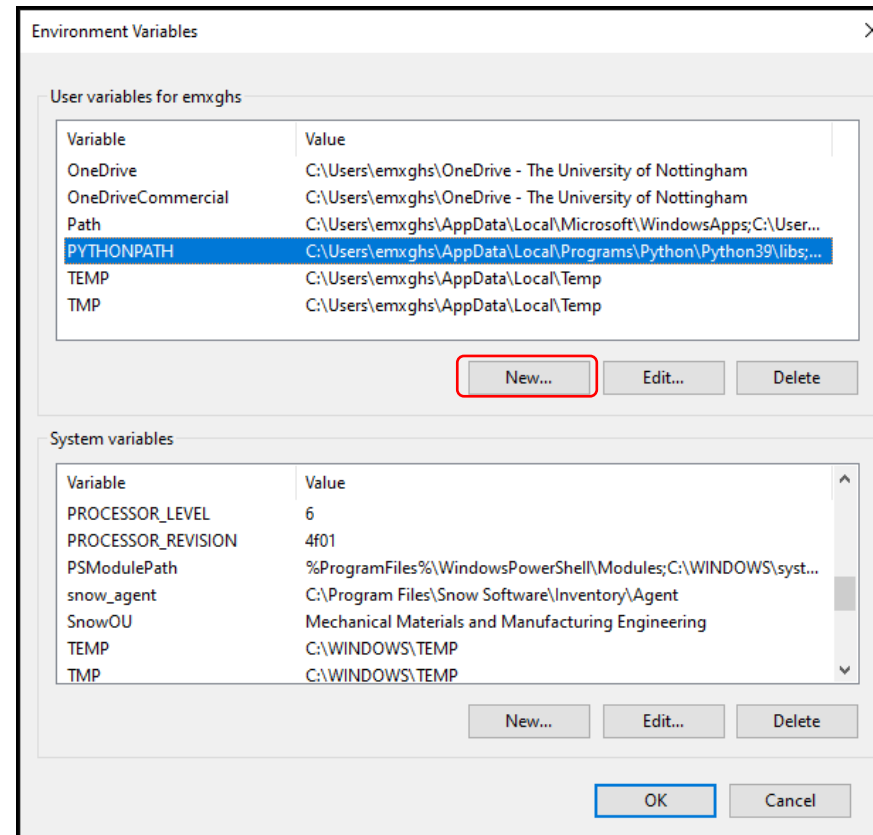 Environment Variables
User variables for emxghs
Variable Value
OneDrive C:\Users\emxghs\OneDrive - The University of Nottingham
OneDriveCommercial C:\Users\emxghs\OneDrive - The University of Nottingham
Path C:\Users\emxghs\AppData\Local\Microsoft\WindowsApps;C:\User...
PYTHONPATH C:\Users\emxghs\AppData\Local\Programs\Python\Python39\libs;...
TEMP C:\Users\emxghs\AppData\Local\Temp
TMP C:\Users\emxghs\AppData\Local\Temp
New... Edit... Delete
System variables
Variable Value
PROCESSOR_LEVEL 6
PROCESSOR_REVISION 4f01
PSModulePath %ProgramFiles%\WindowsPowerShell\Modules;C:\WINDOWS\syst...
snow_agent C:\Program Files\Snow Software\Inventory\Agent
SnowOU Mechanical Materials and Manufacturing Engineering
TEMP C:\WINDOWS\TEMP
TMP C:\WINDOWS\TEMP
New... Edit... Delete
OK Cancel